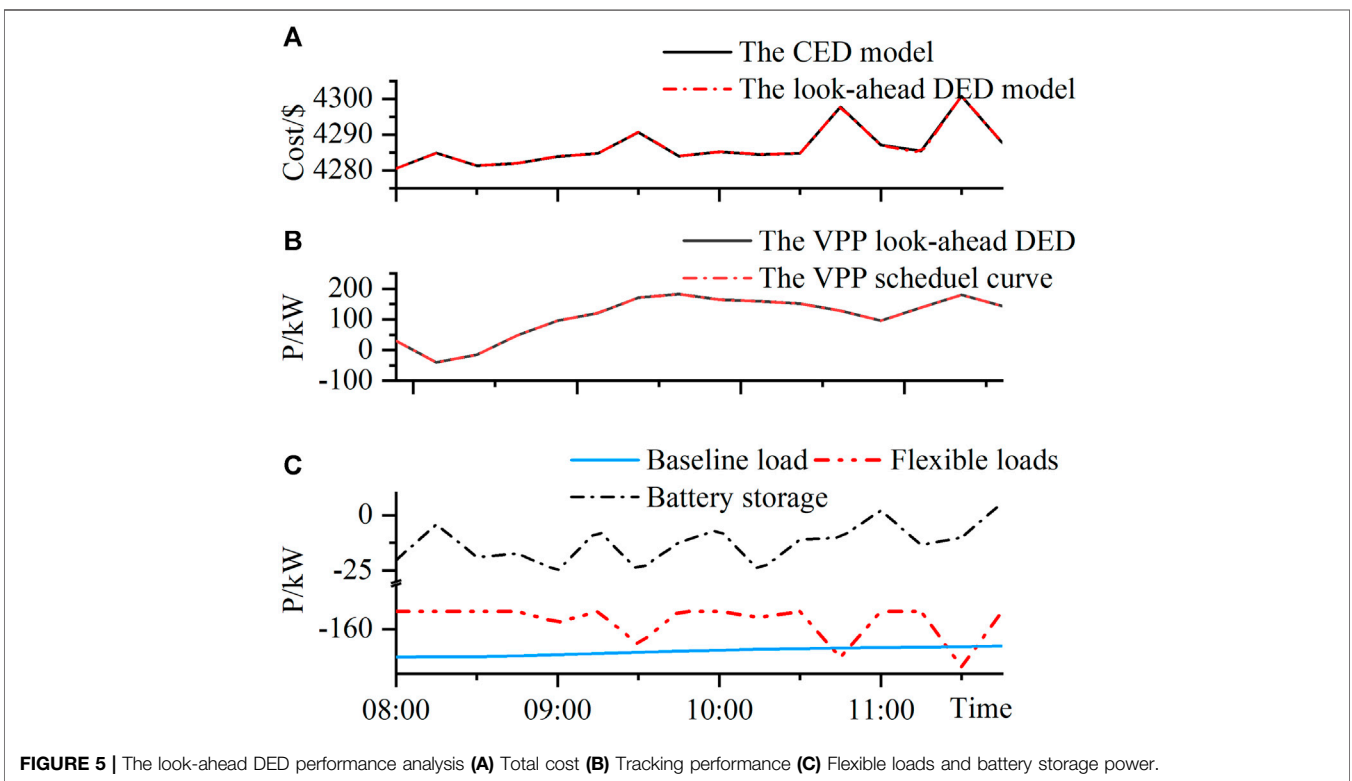 A
The CED model
The look-ahead DED model
Cost/$
4300
4290
4280
B
The VPP look-ahead DED
The VPP scheduel curve
P/kW
200
100
0
-100
C
Baseline load
Flexible loads
Battery storage
P/kW
0
-25
-160
08:00 09:00 10:00 11:00 Time
FIGURE 5 | The look-ahead DED performance analysis (A) Total cost (B) Tracking performance (C) Flexible loads and battery storage power.